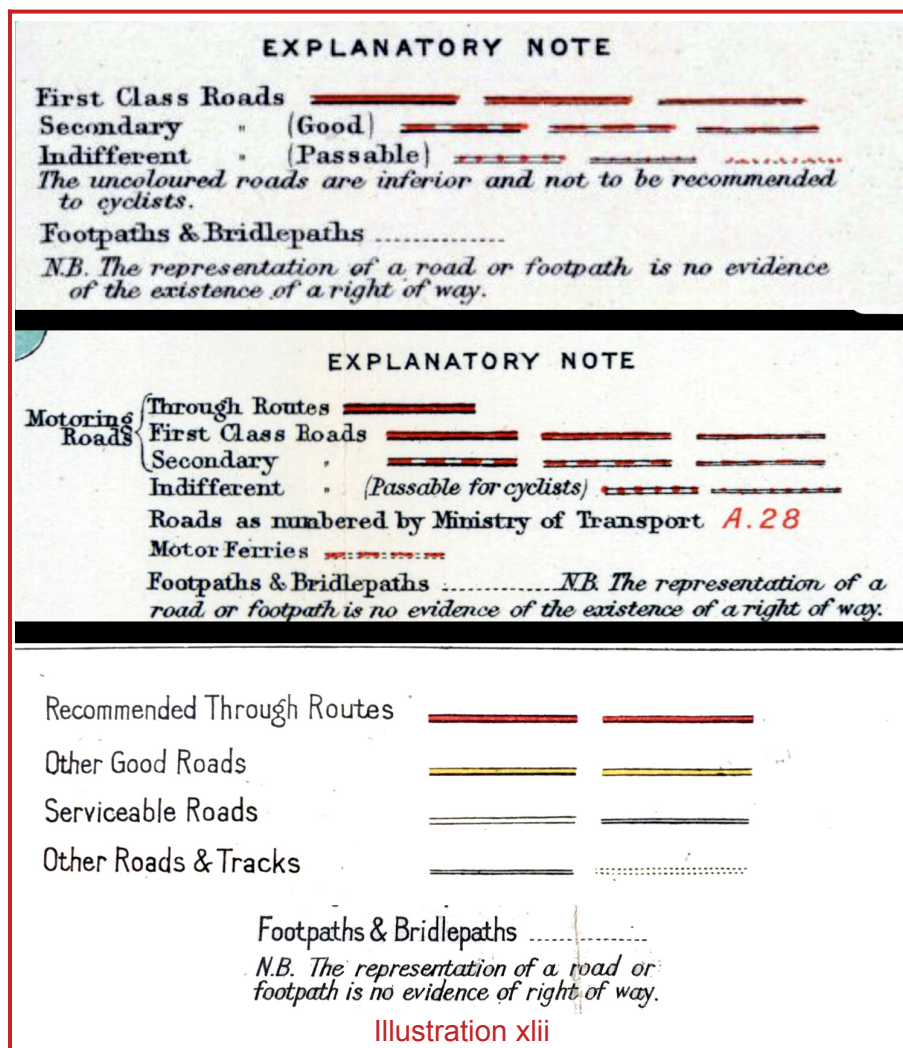 EXPLANATORY NOTE
First Class Roads
Secondary " (Good)
Indifferent " (Passable)
The uncoloured roads are inferior and not to be recommended
to cyclists.
Footpaths & Bridlepaths ..............
N.B. The representation of a road or footpath is no evidence
of the existence of a right of way.
EXPLANATORY NOTE
Motoring Roads
Through Routes
First Class Roads
Secondary "
Indifferent " (Passable for cyclists)
Roads as numbered by Ministry of Transport A.28
Motor Ferries
Footpaths & Bridlepaths .............. N.B. The representation of a
road or footpath is no evidence of the existence of a right of way.
Recommended Through Routes
Other Good Roads
Serviceable Roads
Other Roads & Tracks
Footpaths & Bridlepaths ..............
N.B. The representation of a road or
footpath is no evidence of right of way.
Illustration xlii